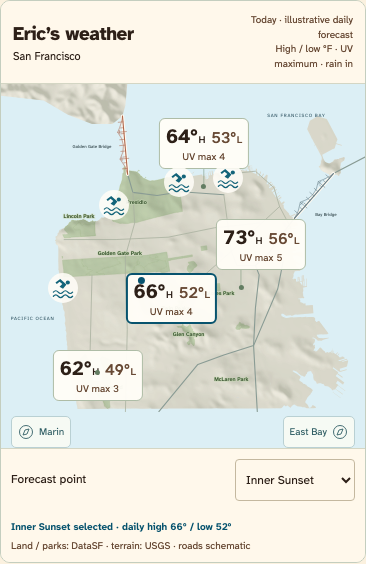 Eric's weather
San Francisco
Today · illustrative daily
forecast
High / low °F · UV
maximum · rain in
SAN FRANCISCO BAY
64°H 53°L
UV max 4
Golden Gate Bridge
Presidio
Lincoln Park
Bay Bridge
73°H 56°L
UV max 5
Golden Gate Park
66°H 52°L
UV max 4
Park
PACIFIC OCEAN
Glen Canyon
62°H 49°L
UV max 3
McLaren Park
Marin
East Bay
Forecast point
Inner Sunset
Inner Sunset selected · daily high 66° / low 52°
Land / parks: DataSF · terrain: USGS · roads schematic